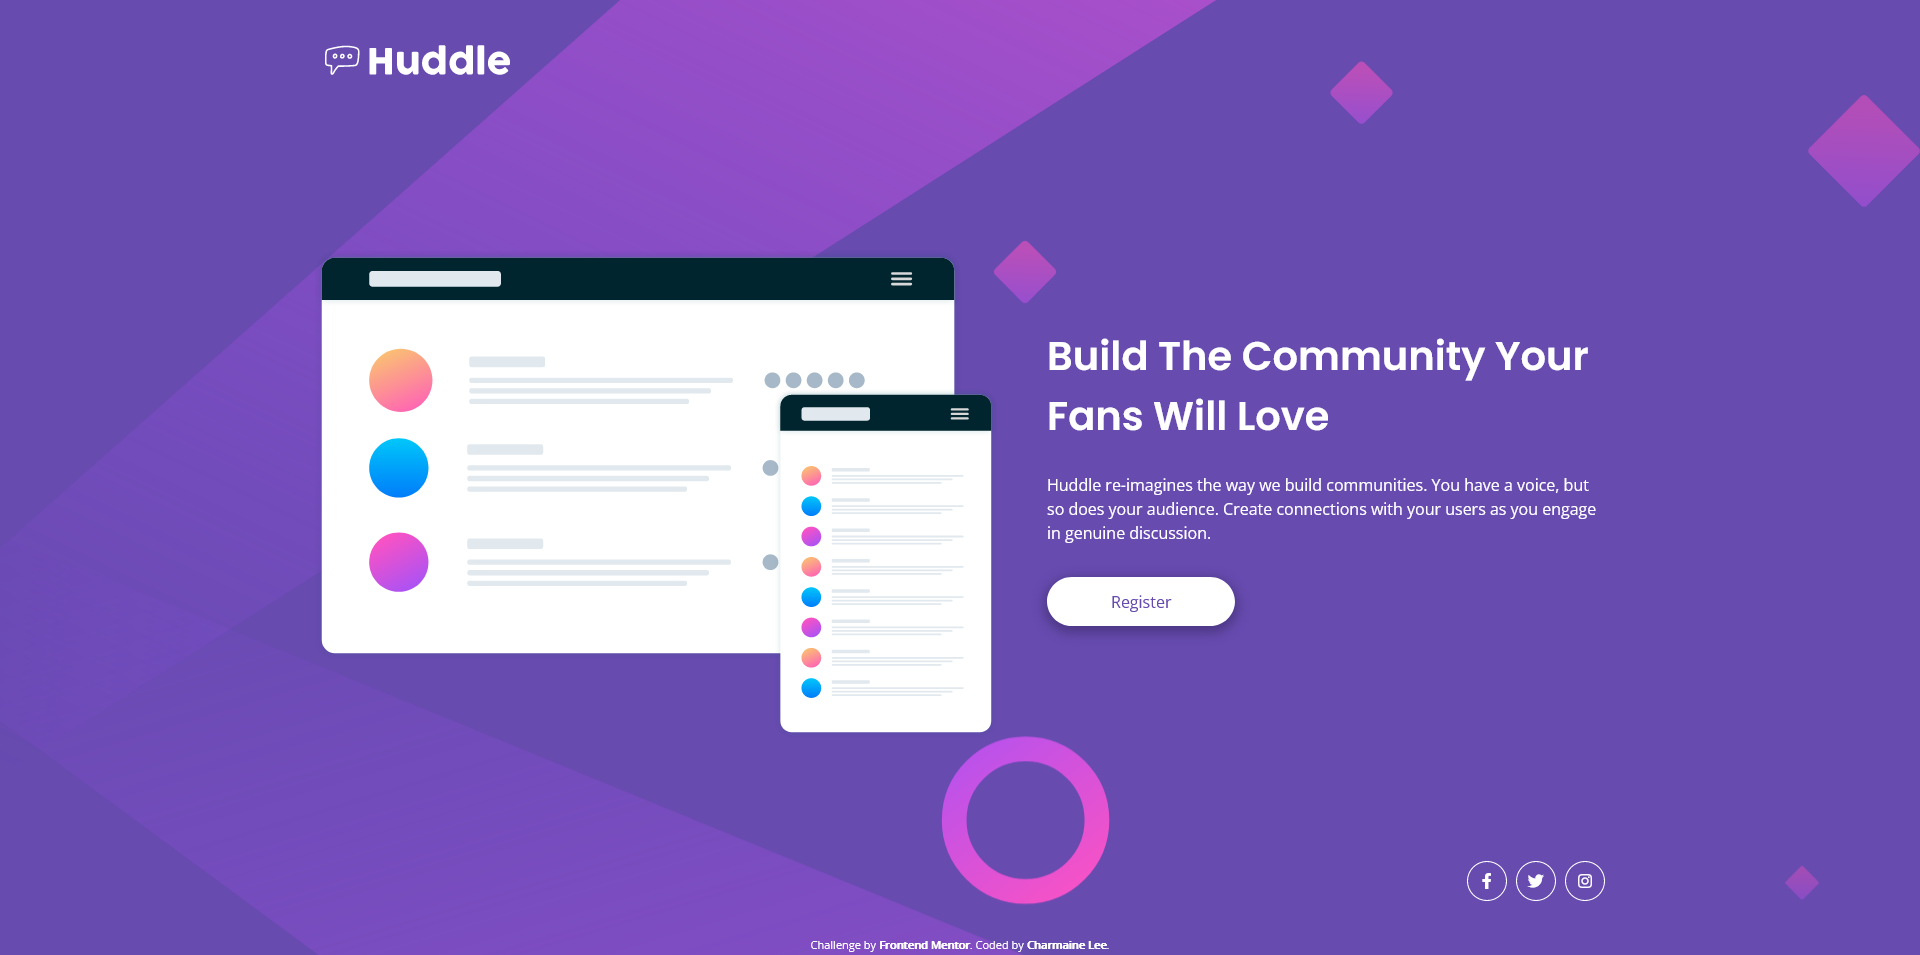 Huddle
Build The Community Your
Fans Will Love
Huddle re-imagines the way we build communities. You have a voice, but
so does your audience. Create connections with your users as you engage
in genuine discussion.
Register
Challenge by Frontend Mentor. Coded by Charmaine Lee.